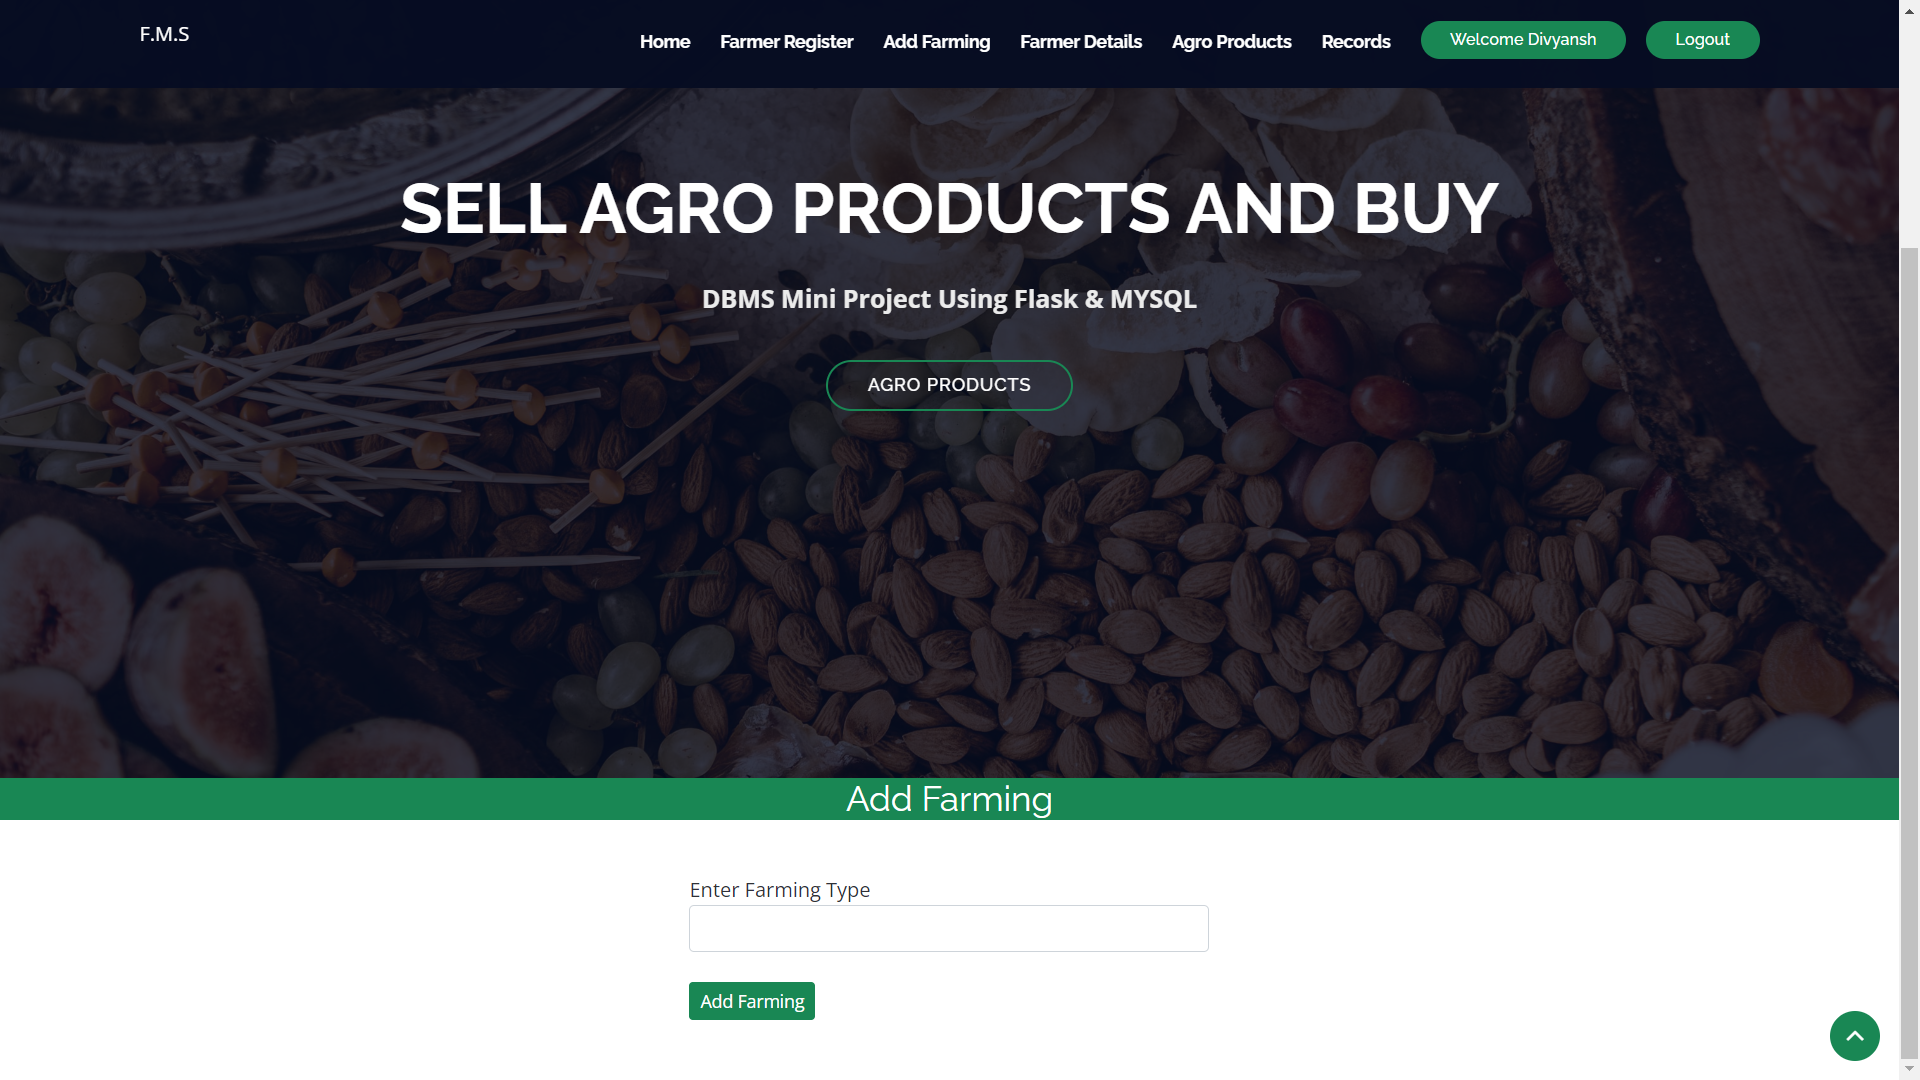 F.M.S
Home Farmer Register Add Farming Farmer Details Agro Products Records Welcome Divyansh Logout
SELL AGRO PRODUCTS AND BUY
DBMS Mini Project Using Flask & MYSQL
AGRO PRODUCTS
Add Farming
Enter Farming Type
Add Farming